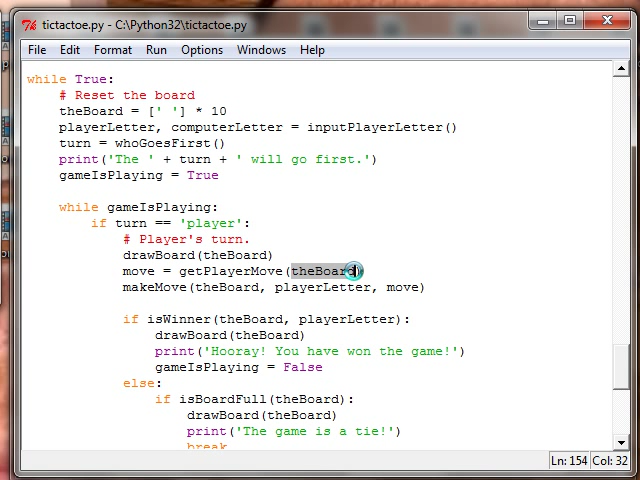 tictactoe.py - C:\Python32\tictactoe.py
File Edit Format Run Options Windows Help
while True:
# Reset the board
theBoard = [' '] * 10
playerLetter, computerLetter = inputPlayerLetter()
turn = whoGoesFirst()
print('The ' + turn + ' will go first.')
gameIsPlaying = True
while gameIsPlaying:
if turn == 'player':
# Player's turn.
drawBoard(theBoard)
move = getPlayerMove(theBoard)
makeMove(theBoard, playerLetter, move)
if isWinner(theBoard, playerLetter):
drawBoard(theBoard)
print('Hooray! You have won the game!')
gameIsPlaying = False
else:
if isBoardFull(theBoard):
drawBoard(theBoard)
print('The game is a tie!')
break
Ln: 154 Col: 32